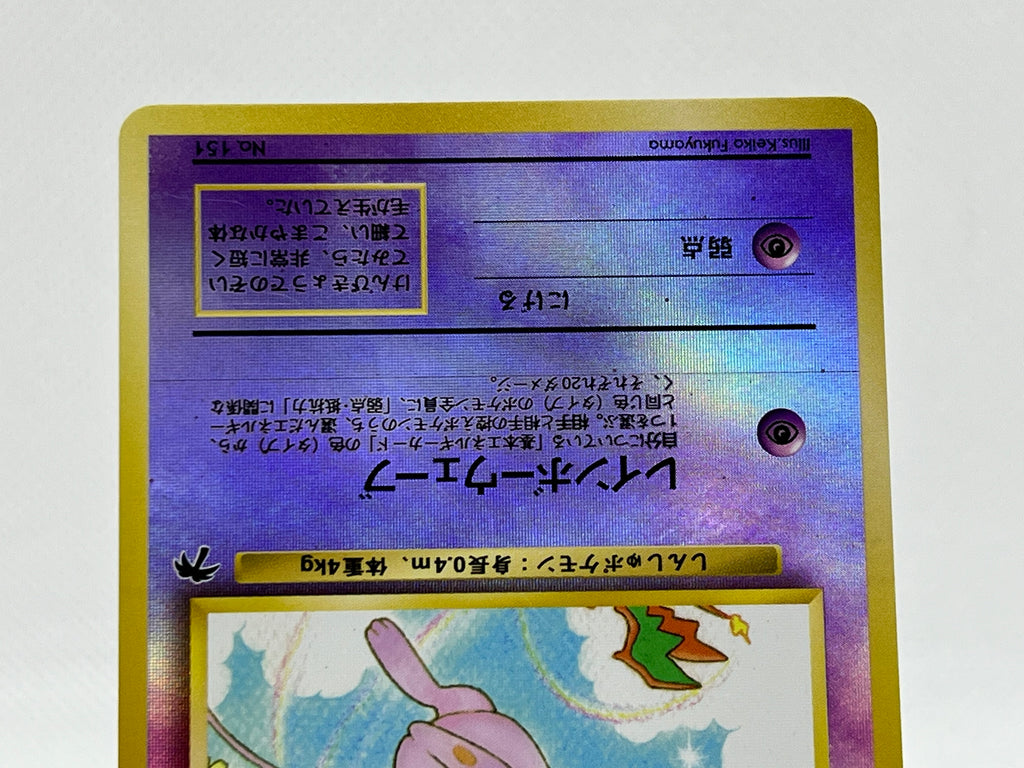 しんしゅポケモン：身長0.4m、体重4kg
レインボーウェーブ
自分についている「基本エネルギーカード」の色（タイプ）から、
1つを選ぶ。相手と相手の控えポケモンのうち、選んだエネルギー
と同じ色（タイプ）のポケモン全員に、「弱点・抵抗力」に関係な
く、それぞれ20ダメージ。
にげる
弱点
けんびきょうでのぞい
てみたら、非常に短く
て細い、こまやかな体
毛が生えていた。
Illus.Keiko Fukuyama
No.151